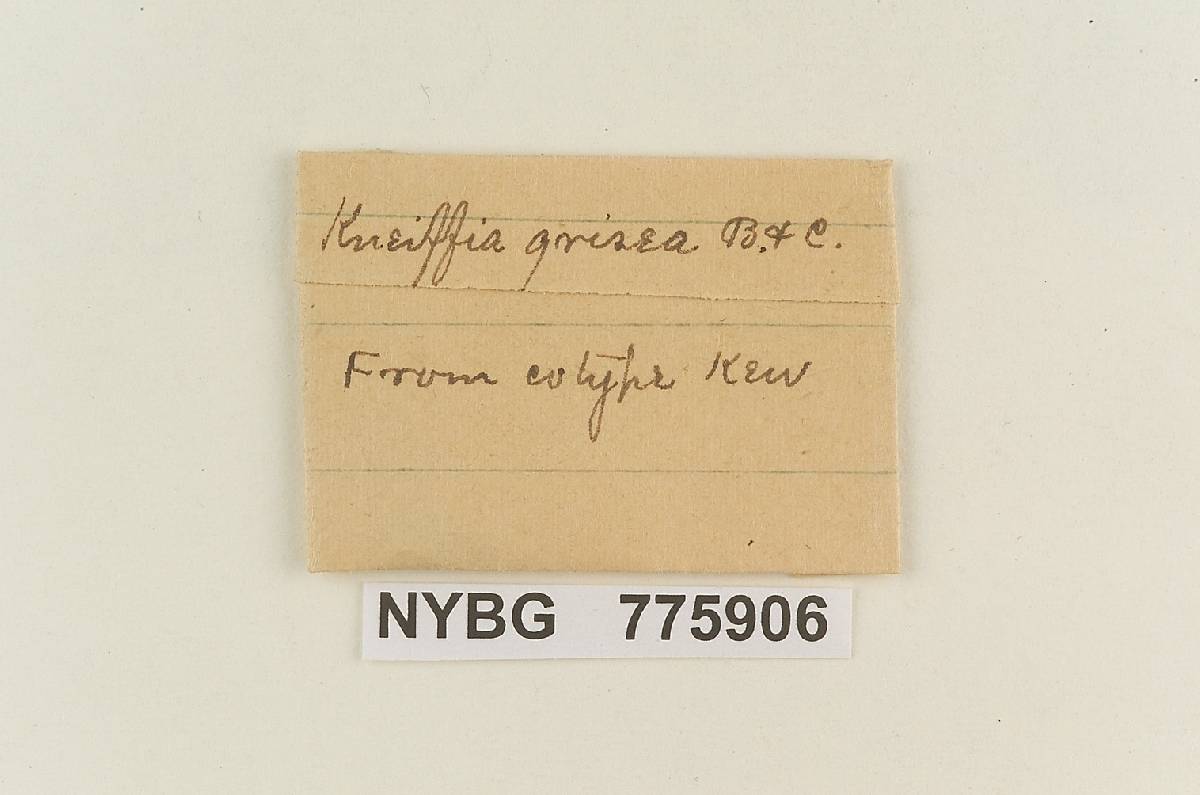 Kneiffia grisea B. & C.
From cotype Kew
NYBG 775906